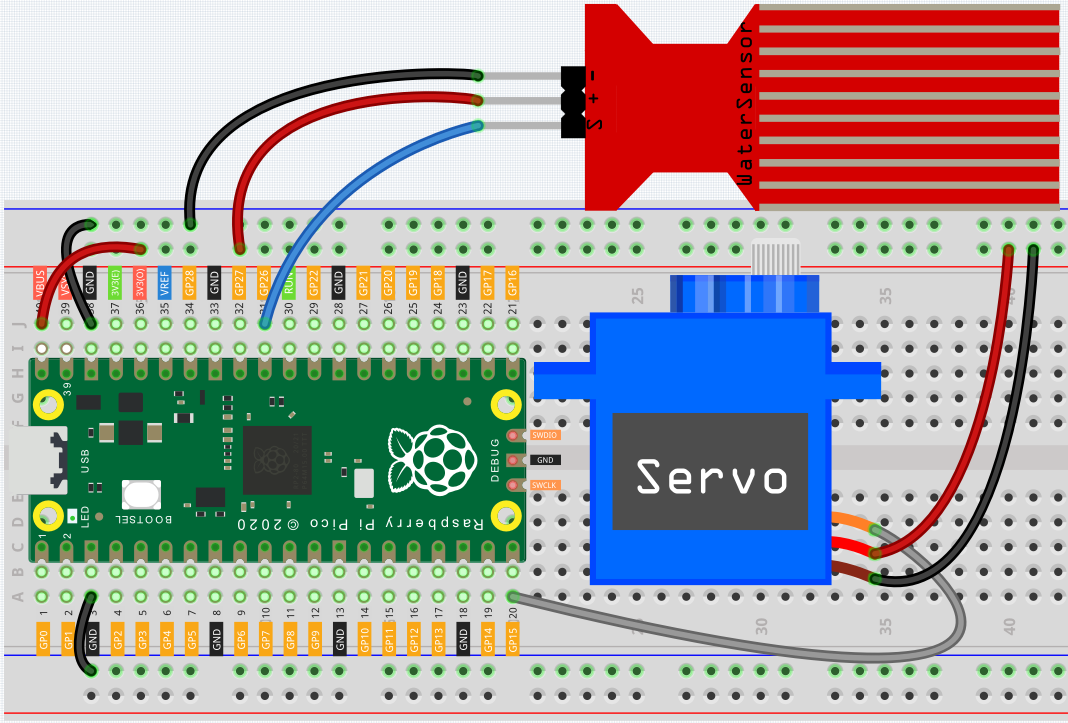 - + S
WaterSensor
VBUS VSYS GND 3V3(E) 3V3(O) VREF GP28 GND GP27 GP26 RUN GP22 GND GP21 GP20 GP19 GP18 GND GP17 GP16
40 39 38 37 36 35 34 33 32 31 30 29 28 27 26 25 24 23 22 21
25 35 40
J
I
H
G
F
39
USB
DEBUG
SWDIO
GND
SWCLK
Servo
LED
BOOTSEL
Raspberry Pi Pico © 2020
1 2
E
D
C
B
A
1 2 3 4 5 6 7 8 9 10 11 12 13 14 15 16 17 18 19 20
GP0 GP1 GND GP2 GP3 GP4 GP5 GND GP6 GP7 GP8 GP9 GND GP10 GP11 GP12 GP13 GND GP14 GP15
25 30 35 40